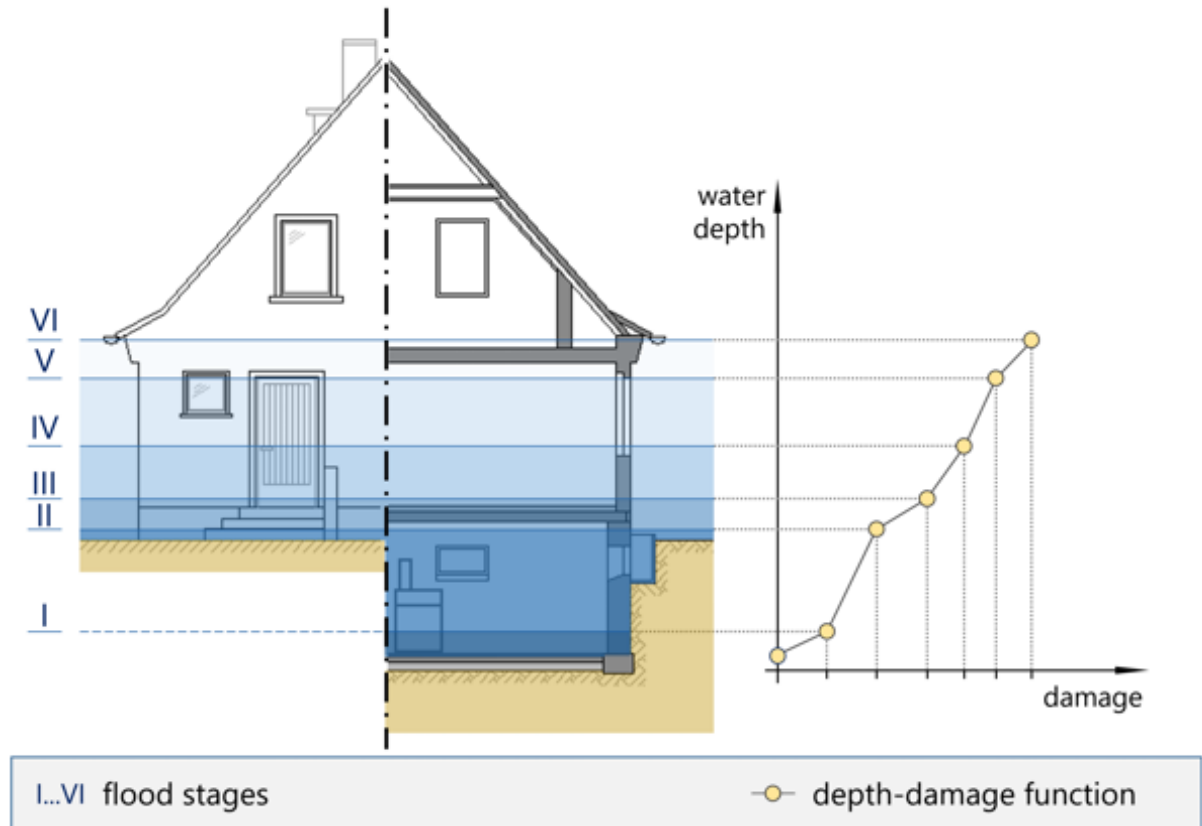 water
depth
VI
V
IV
III
II
I
damage
I...VI flood stages
depth-damage function